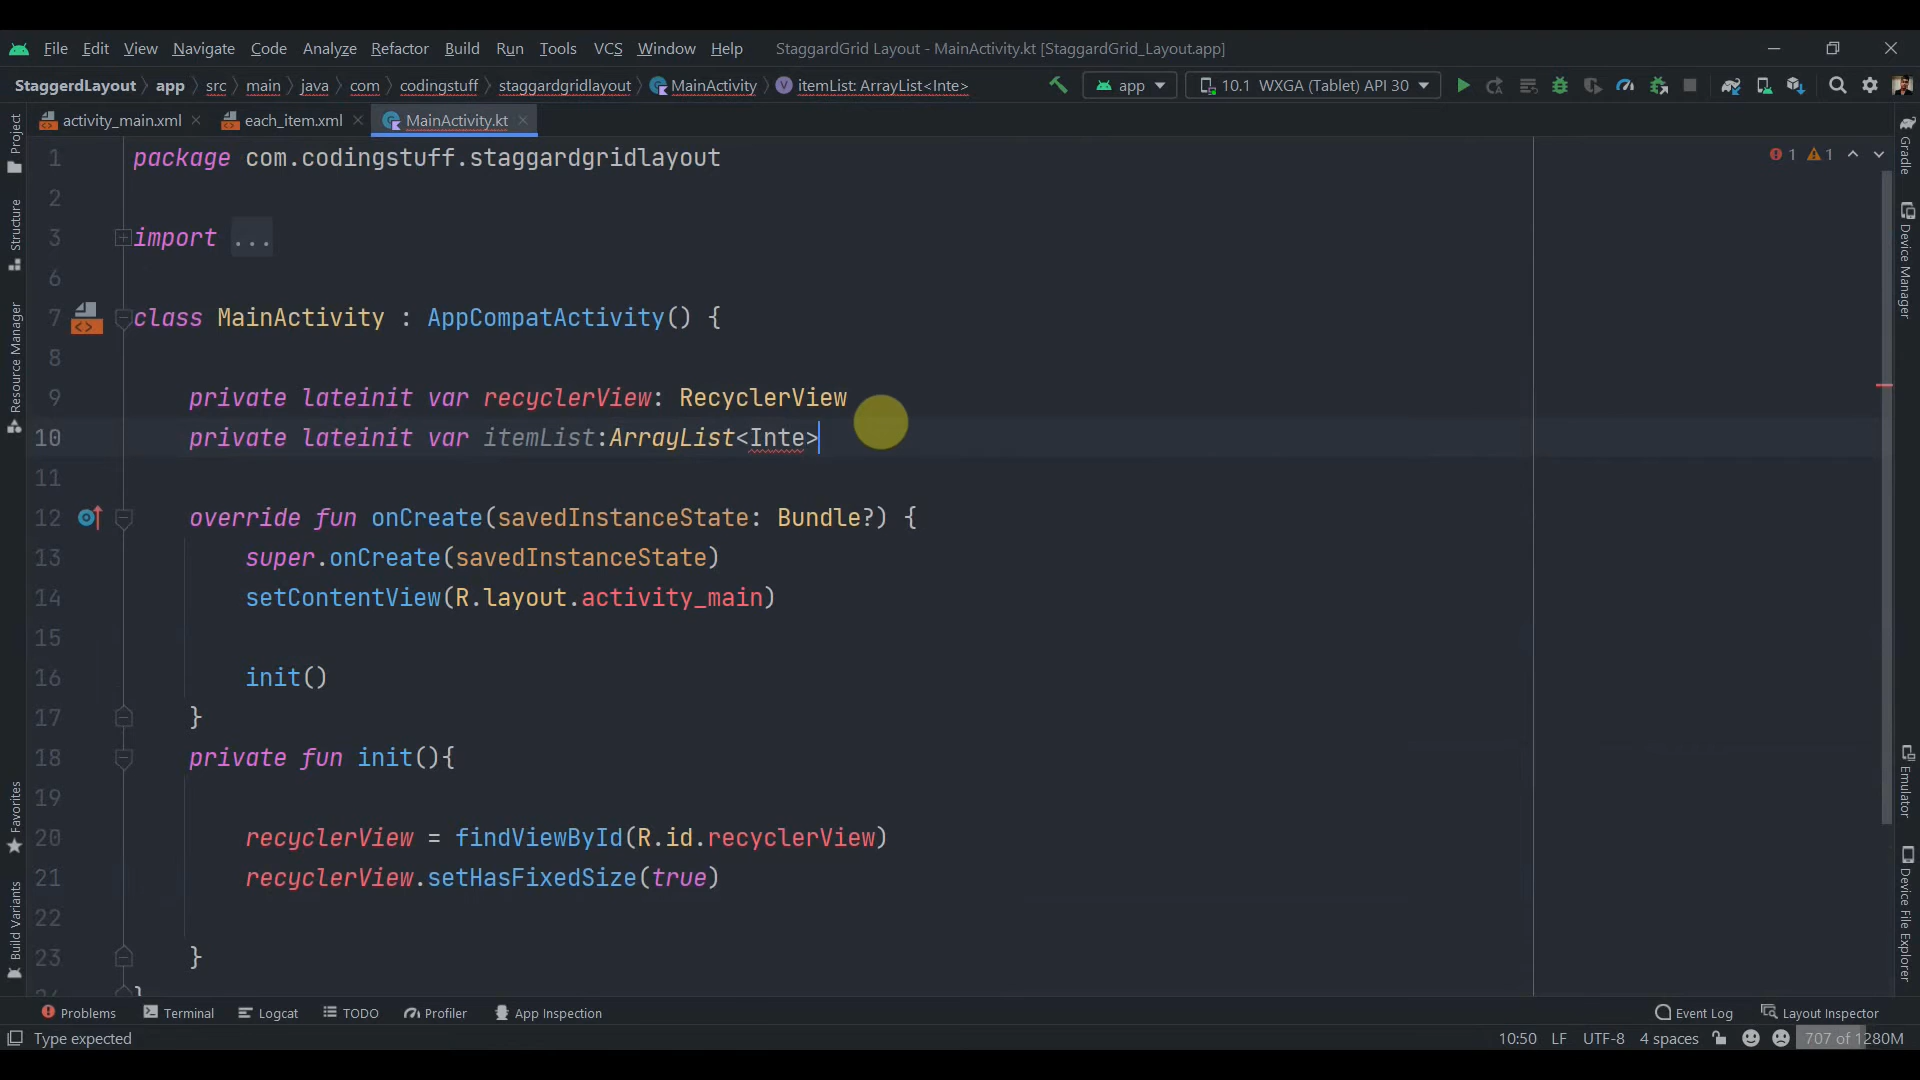 File Edit View Navigate Code Analyze Refactor Build Run Tools VCS Window Help StaggardGrid Layout - MainActivity.kt [StaggardGrid_Layout.app]
StaggerdLayout app src main java com codingstuff staggardgridlayout MainActivity itemList: ArrayList<Inte> app 10.1 WXGA (Tablet) API 30
activity_main.xml each_item.xml MainActivity.kt
Project
Structure
Resource Manager
Favorites
Build Variants
1 package com.codingstuff.staggardgridlayout
2
3 import ...
6
7 class MainActivity : AppCompatActivity() {
8
9 private lateinit var recyclerView: RecyclerView
10 private lateinit var itemList:ArrayList<Inte>
11
12 override fun onCreate(savedInstanceState: Bundle?) {
13 super.onCreate(savedInstanceState)
14 setContentView(R.layout.activity_main)
15
16 init()
17 }
18 private fun init(){
19
20 recyclerView = findViewById(R.id.recyclerView)
21 recyclerView.setHasFixedSize(true)
22
23 }
24 }
1 1
Gradle
Device Manager
Emulator
Device File Explorer
Problems Terminal Logcat TODO Profiler App Inspection Event Log Layout Inspector
Type expected 10:50 LF UTF-8 4 spaces 707 of 1280M